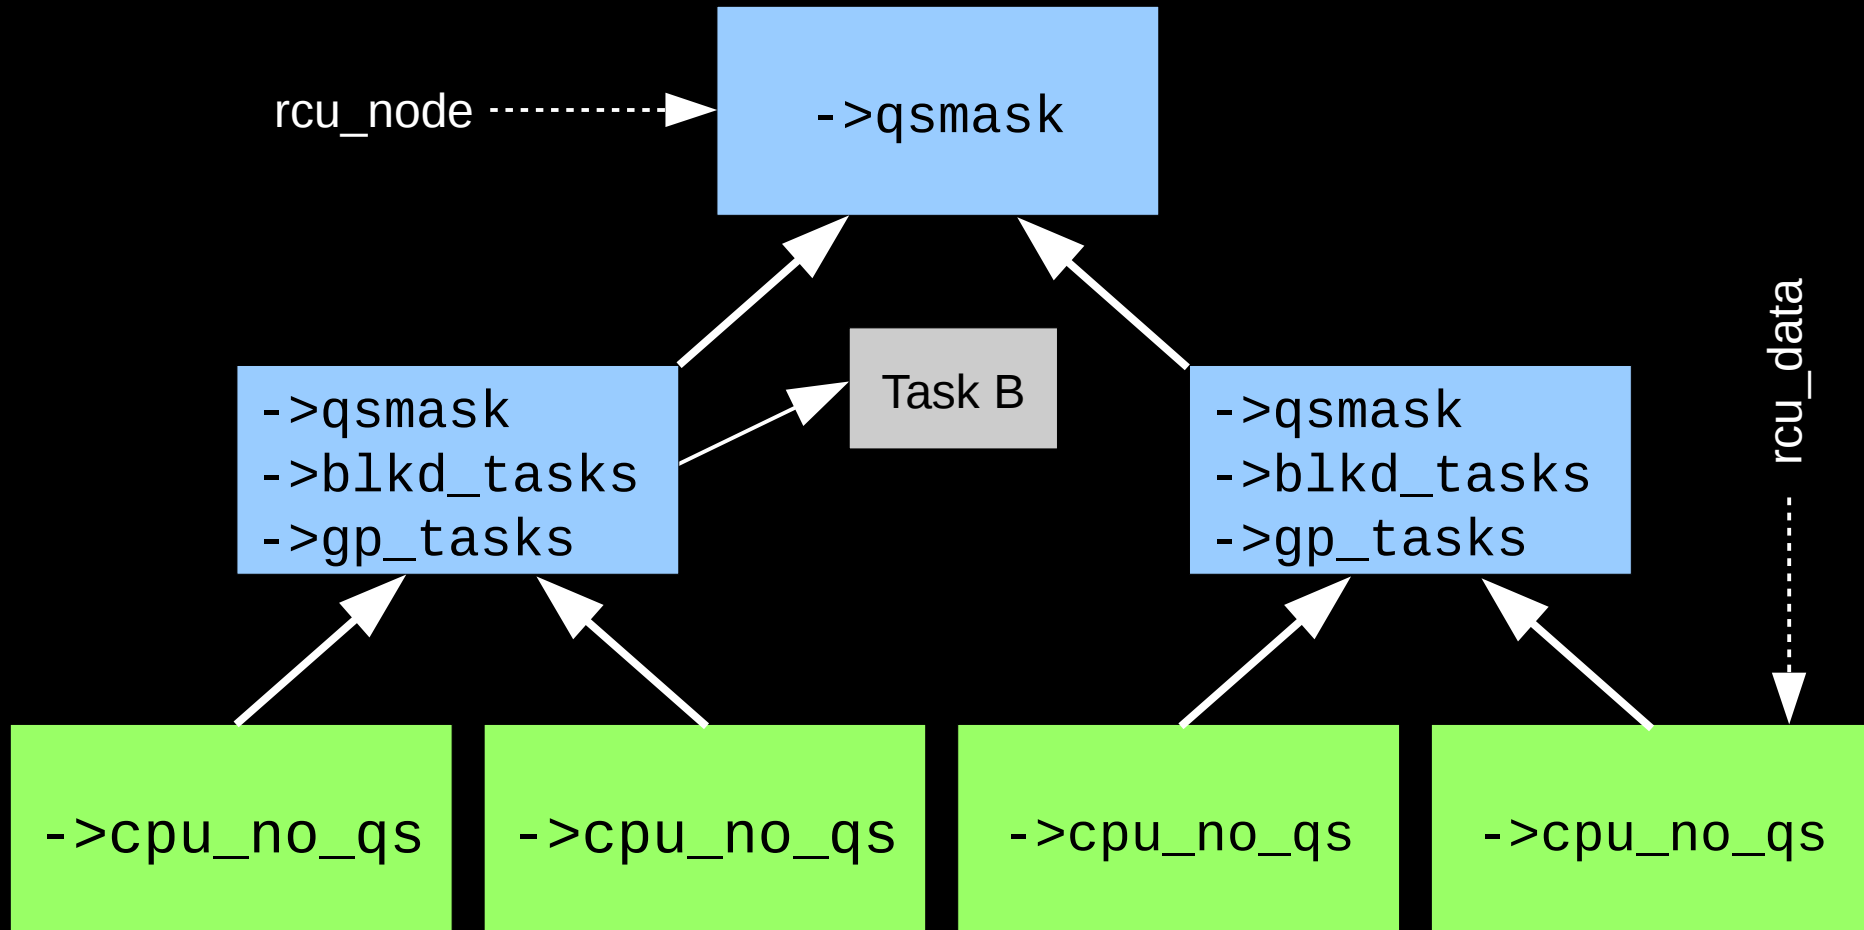 rcu_node
->qsmask
rcu_data
Task B
->qsmask
->blkd_tasks
->gp_tasks
->qsmask
->blkd_tasks
->gp_tasks
->cpu_no_qs
->cpu_no_qs
->cpu_no_qs
->cpu_no_qs